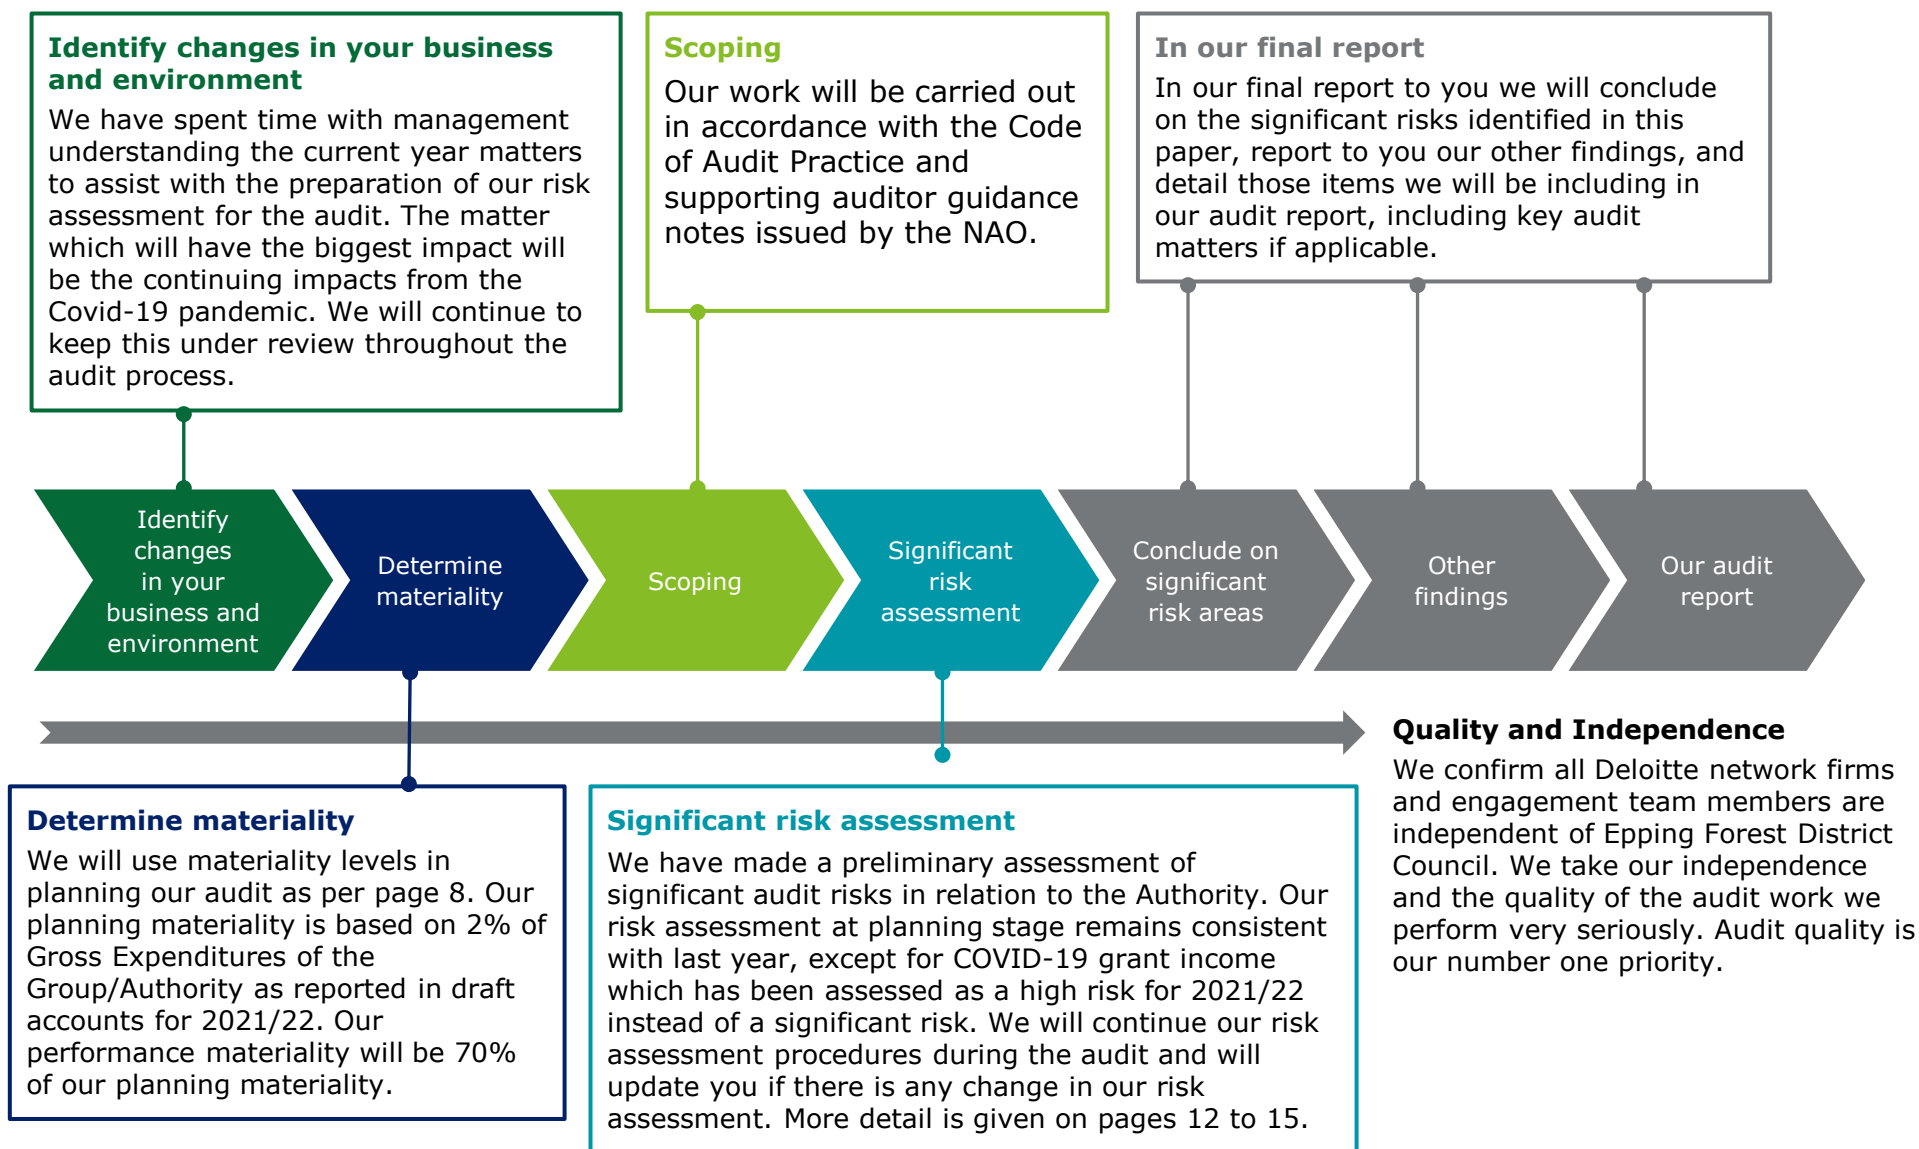 Identify changes in your business
and environment
We have spent time with management
understanding the current year matters
to assist with the preparation of our risk
assessment for the audit. The matter
which will have the biggest impact will
be the continuing impacts from the
Covid-19 pandemic. We will continue to
keep this under review throughout the
audit process.
Scoping
Our work will be carried out
in accordance with the Code
of Audit Practice and
supporting auditor guidance
notes issued by the NAO.
In our final report
In our final report to you we will conclude
on the significant risks identified in this
paper, report to you our other findings, and
detail those items we will be including in
our audit report, including key audit
matters if applicable.
Identify
changes
in your
business and
environment
Determine
materiality
Scoping
Significant
risk
assessment
Conclude on
significant
risk areas
Other
findings
Our audit
report
Determine materiality
We will use materiality levels in
planning our audit as per page 8. Our
planning materiality is based on 2% of
Gross Expenditures of the
Group/Authority as reported in draft
accounts for 2021/22. Our
performance materiality will be 70%
of our planning materiality.
Significant risk assessment
We have made a preliminary assessment of
significant audit risks in relation to the Authority. Our
risk assessment at planning stage remains consistent
with last year, except for COVID-19 grant income
which has been assessed as a high risk for 2021/22
instead of a significant risk. We will continue our risk
assessment procedures during the audit and will
update you if there is any change in our risk
assessment. More detail is given on pages 12 to 15.
Quality and Independence
We confirm all Deloitte network firms
and engagement team members are
independent of Epping Forest District
Council. We take our independence
and the quality of the audit work we
perform very seriously. Audit quality is
our number one priority.